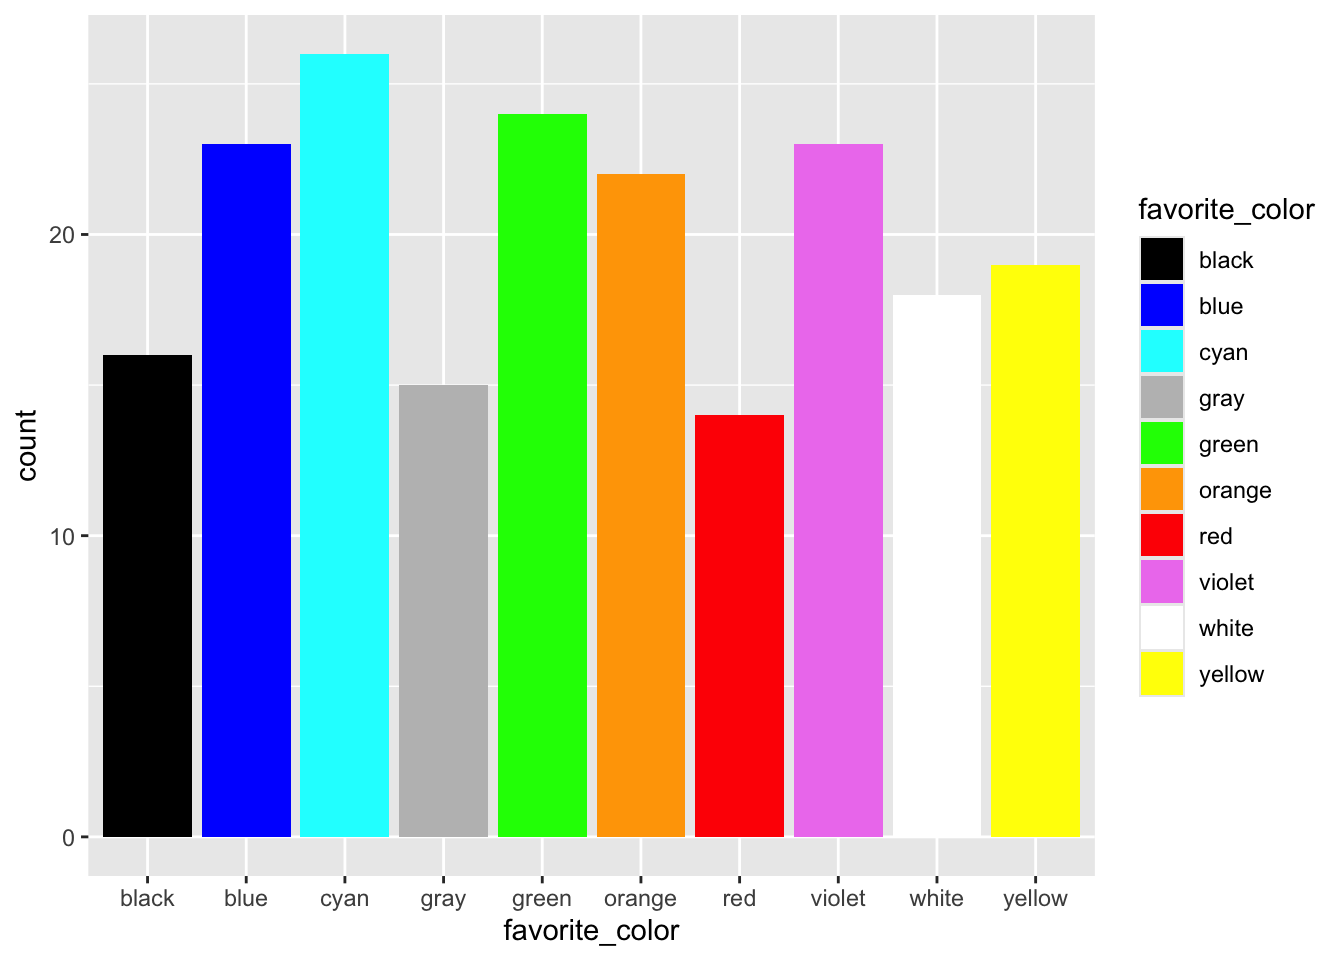 count
20
10
0
black blue cyan gray green orange red violet white yellow
favorite_color
favorite_color
black
blue
cyan
gray
green
orange
red
violet
white
yellow